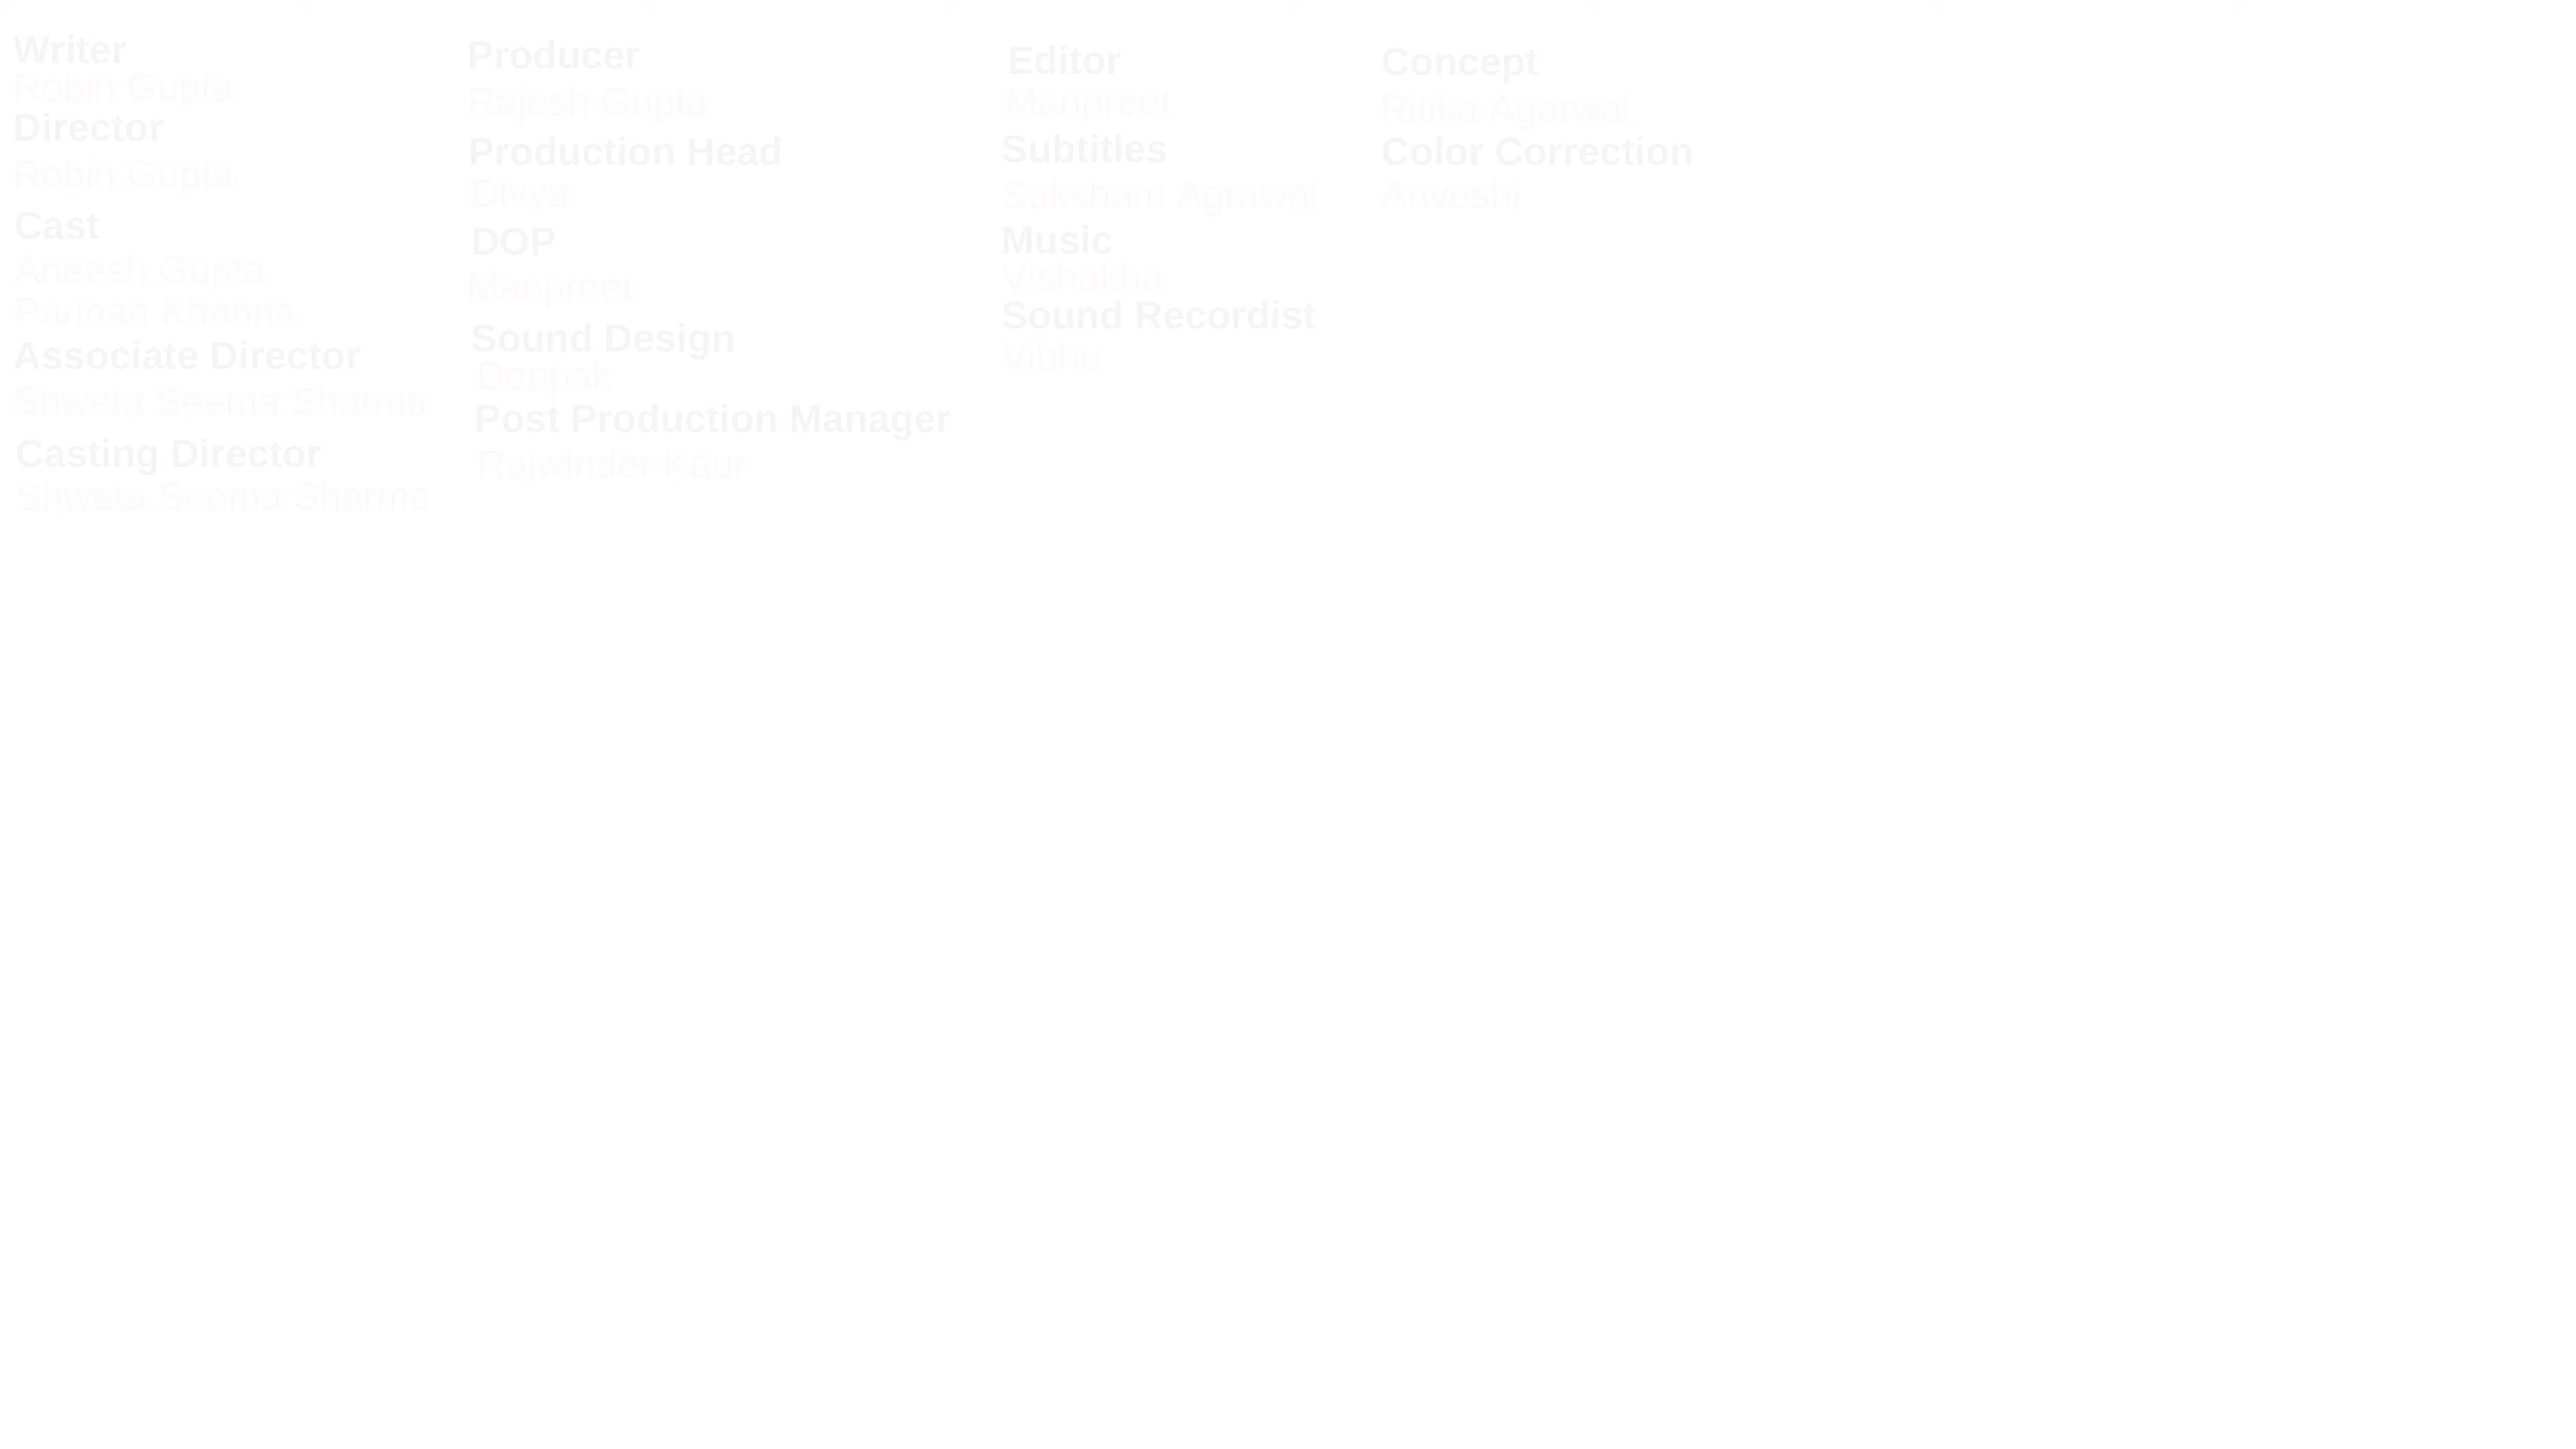 Writer
Robin Gupta
Director
Robin Gupta
Cast
Aneesh Gupta
Parinaa Khanna
Associate Director
Shweta Seema Sharma
Casting Director
Shweta Seema Sharma
Producer
Rajesh Gupta
Production Head
Divya
DOP
Manpreet
Sound Design
Deepak
Post Production Manager
Rajwinder Kaur
Editor
Manpreet
Subtitles
Saksham Agrawal
Music
Vishakha
Sound Recordist
Vibhu
Concept
Ritika Agarwal
Color Correction
Anveshi